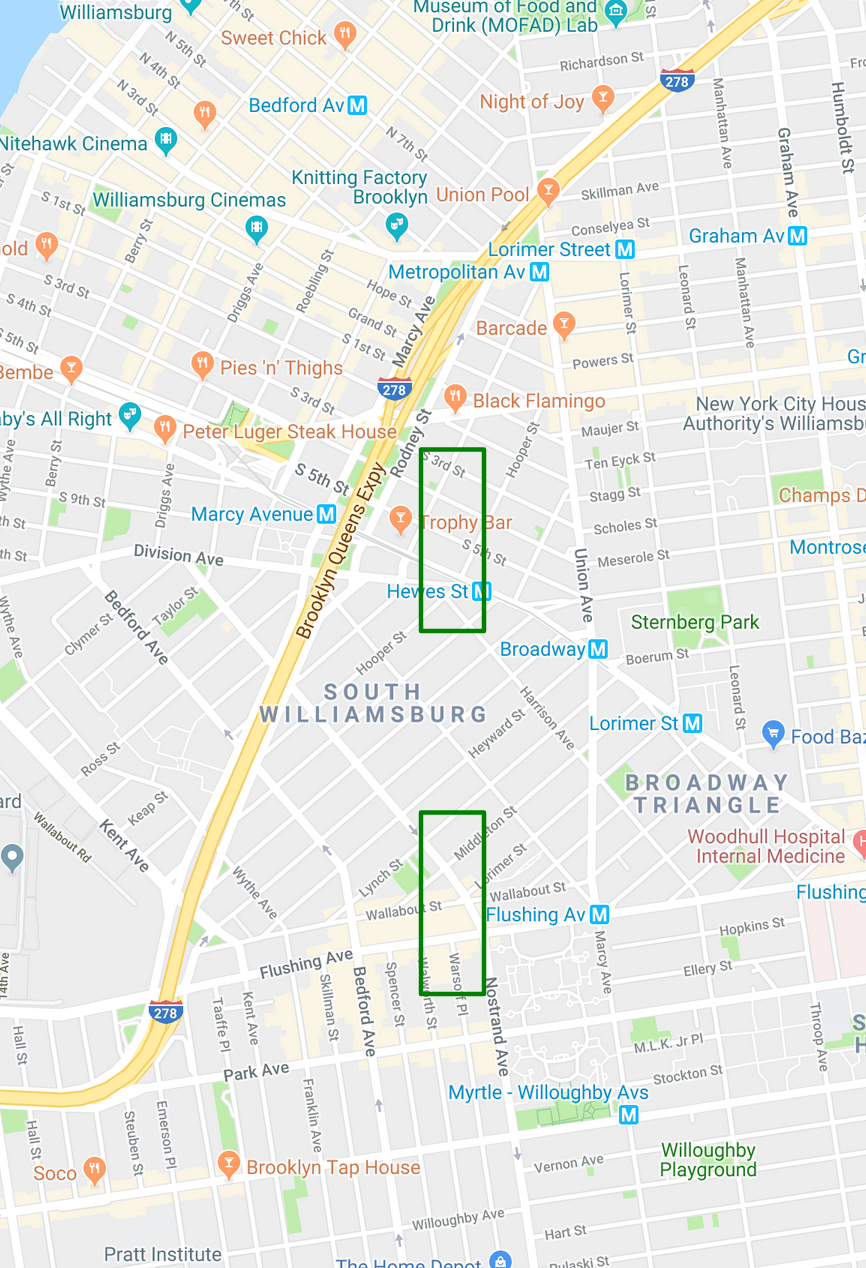 Williamsburg
Museum of Food and
Drink (MOFAD) Lab
N 5th St
Sweet Chick
Richardson St
N 4th St
278
N 3rd St
Bedford Av M
Night of Joy
Manhattan Ave
Humboldt St
Nitehawk Cinema
N 7th St
Graham Ave
Knitting Factory
Brooklyn
Union Pool
Skillman Ave
S 1st St
Williamsburg Cinemas
Conselyea St
Berry St
Lorimer Street M
Graham Av M
old
Metropolitan Av M
Driggs Ave
Roebling St
Lorimer St
Leonard St
Manhattan Ave
S 3rd St
Hope St
S 4th St
Grand St
Marcy Ave
Barcade
S 5th St
S 1st St
Powers St
Gr
Bembe
Pies 'n' Thighs
278
S 3rd St
Black Flamingo
New York City Hous
Authority's Williamsbu
aby's All Right
Peter Luger Steak House
Rodney St
Maujer St
Hooper St
Wythe Ave
Berry St
Driggs Ave
S 5th St
S 3rd St
Ten Eyck St
S 9th St
Stagg St
Champs D
Marcy Avenue M
Trophy Bar
Scholes St
Division Ave
Brooklyn Queens Expy
S 5th St
Meserole St
Montros
Union Ave
Hewes St M
Wythe Ave
Bedford Ave
Taylor St
Clymer St
Sternberg Park
Hooper St
Broadway M
Boerum St
SOUTH
WILLIAMSBURG
Leonard St
Harrison Ave
Heyward St
Lorimer St M
Food Baz
Ross St
BROADWAY
TRIANGLE
Keap St
ard
Wallabout Rd
Kent Ave
Middleton St
Woodhull Hospital
Internal Medicine
Lorimer St
Lynch St
Wythe Ave
Wallabout St
Wallabout St
Flushing
Flushing Av M
Hopkins St
Flushing Ave
Marcy Ave
14th Ave
Bedford Ave
Spencer St
Walworth St
Warsoff Pl
Ellery St
Skillman St
Nostrand Ave
278
Taaffe Pl
Kent Ave
Throop Ave
S
H
Hall St
M.L.K. Jr Pl
Park Ave
Stockton St
Myrtle - Willoughby Avs
M
Franklin Ave
Hall St
Steuben St
Emerson Pl
Willoughby
Playground
Soco
Brooklyn Tap House
Vernon Ave
Willoughby Ave
Hart St
Pratt Institute
The Home Depot
Pulaski St